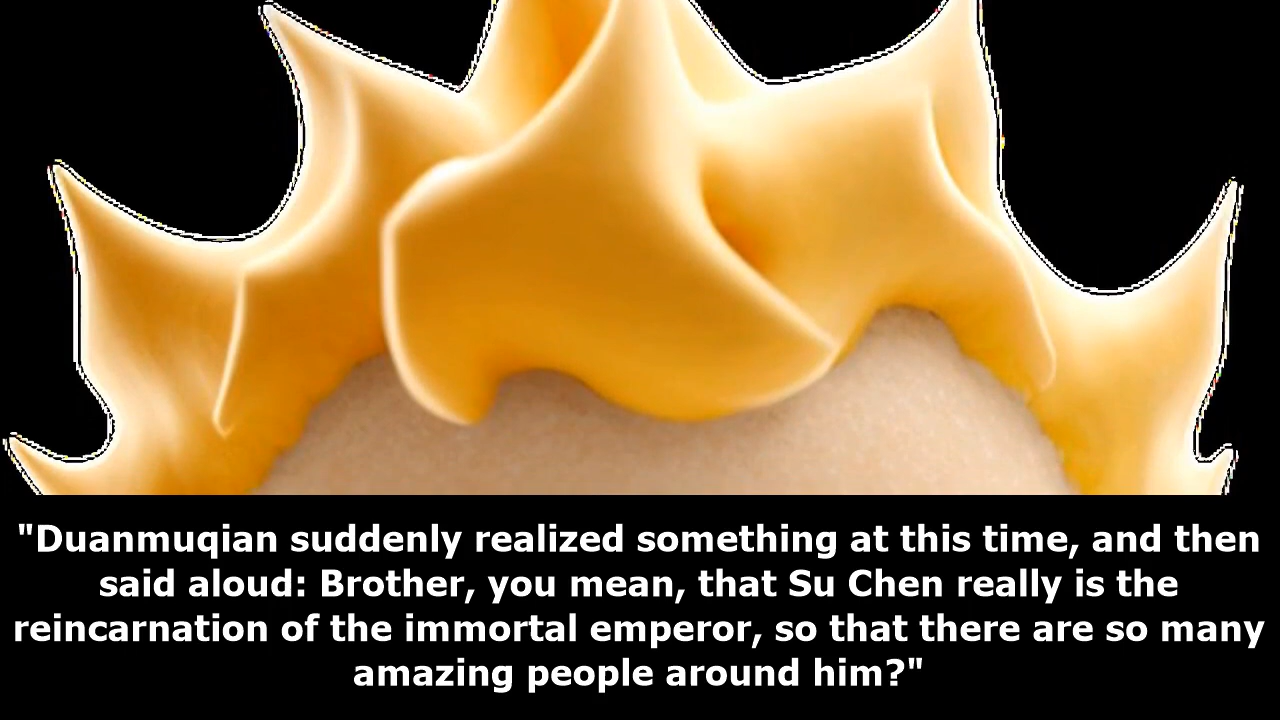 "Duanmuqian suddenly realized something at this time, and then
said aloud: Brother, you mean, that Su Chen really is the
reincarnation of the immortal emperor, so that there are so many
amazing people around him?"